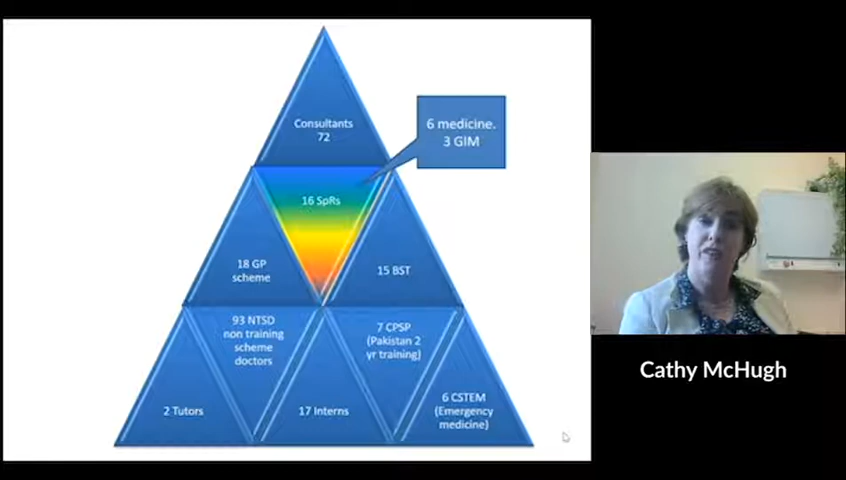 Consultants
72
6 medicine.
3 GIM
16 SpRs
18 GP
scheme
15 BST
93 NTSD
non training
scheme
doctors
7 CPSP
(Pakistan 2
yr training)
2 Tutors
17 Interns
6 CSTEM
(Emergency
medicine)
Cathy McHugh